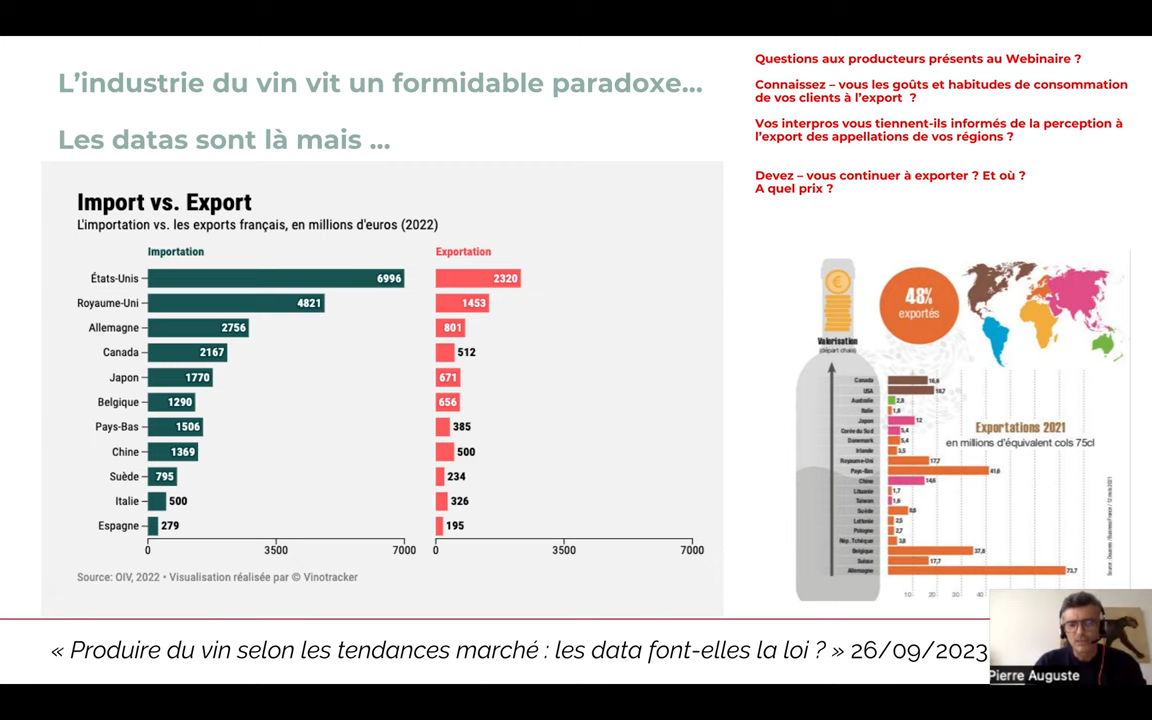 L’industrie du vin vit un formidable paradoxe...
Les datas sont là mais ...
Import vs. Export
L'importation vs. les exports français, en millions d'euros (2022)
Importation
Exportation
États-Unis 6996 2320
Royaume-Uni 4821 1453
Allemagne 2756 801
Canada 2167 512
Japon 1770 671
Belgique 1290 656
Pays-Bas 1506 385
Chine 1369 500
Suède 795 234
Italie 500 326
Espagne 279 195
0 3500 7000 0 3500 7000
Source: OIV, 2022 • Visualisation réalisée par © Vinotracker
Questions aux producteurs présents au Webinaire ?
Connaissez – vous les goûts et habitudes de consommation
de vos clients à l’export ?
Vos interpros vous tiennent-ils informés de la perception à
l’export des appellations de vos régions ?
Devez – vous continuer à exporter ? Et où ?
A quel prix ?
€
48%
exportés
Valorisation
(départ chais)
Canada
USA
Australie 2,8
Italie 1,8
Japon 12
Corée du Sud 5,4
Danemark 5,4
Irlande 3,5
Royaume-Uni 17,7
Pays-Bas 41,6
Chine 14,6
Lituanie 1,7
Taiwan 1,6
Suède
Lettonie 2,5
Pologne 2,7
Rép. Tchèque
Belgique 37,8
Suisse 17,7
Allemagne 73,7
10 20 30 40
Exportations 2021
en millions d'équivalent cols 75cl
« Produire du vin selon les tendances marché : les data font-elles la loi ? » 26/09/2023
Pierre Auguste